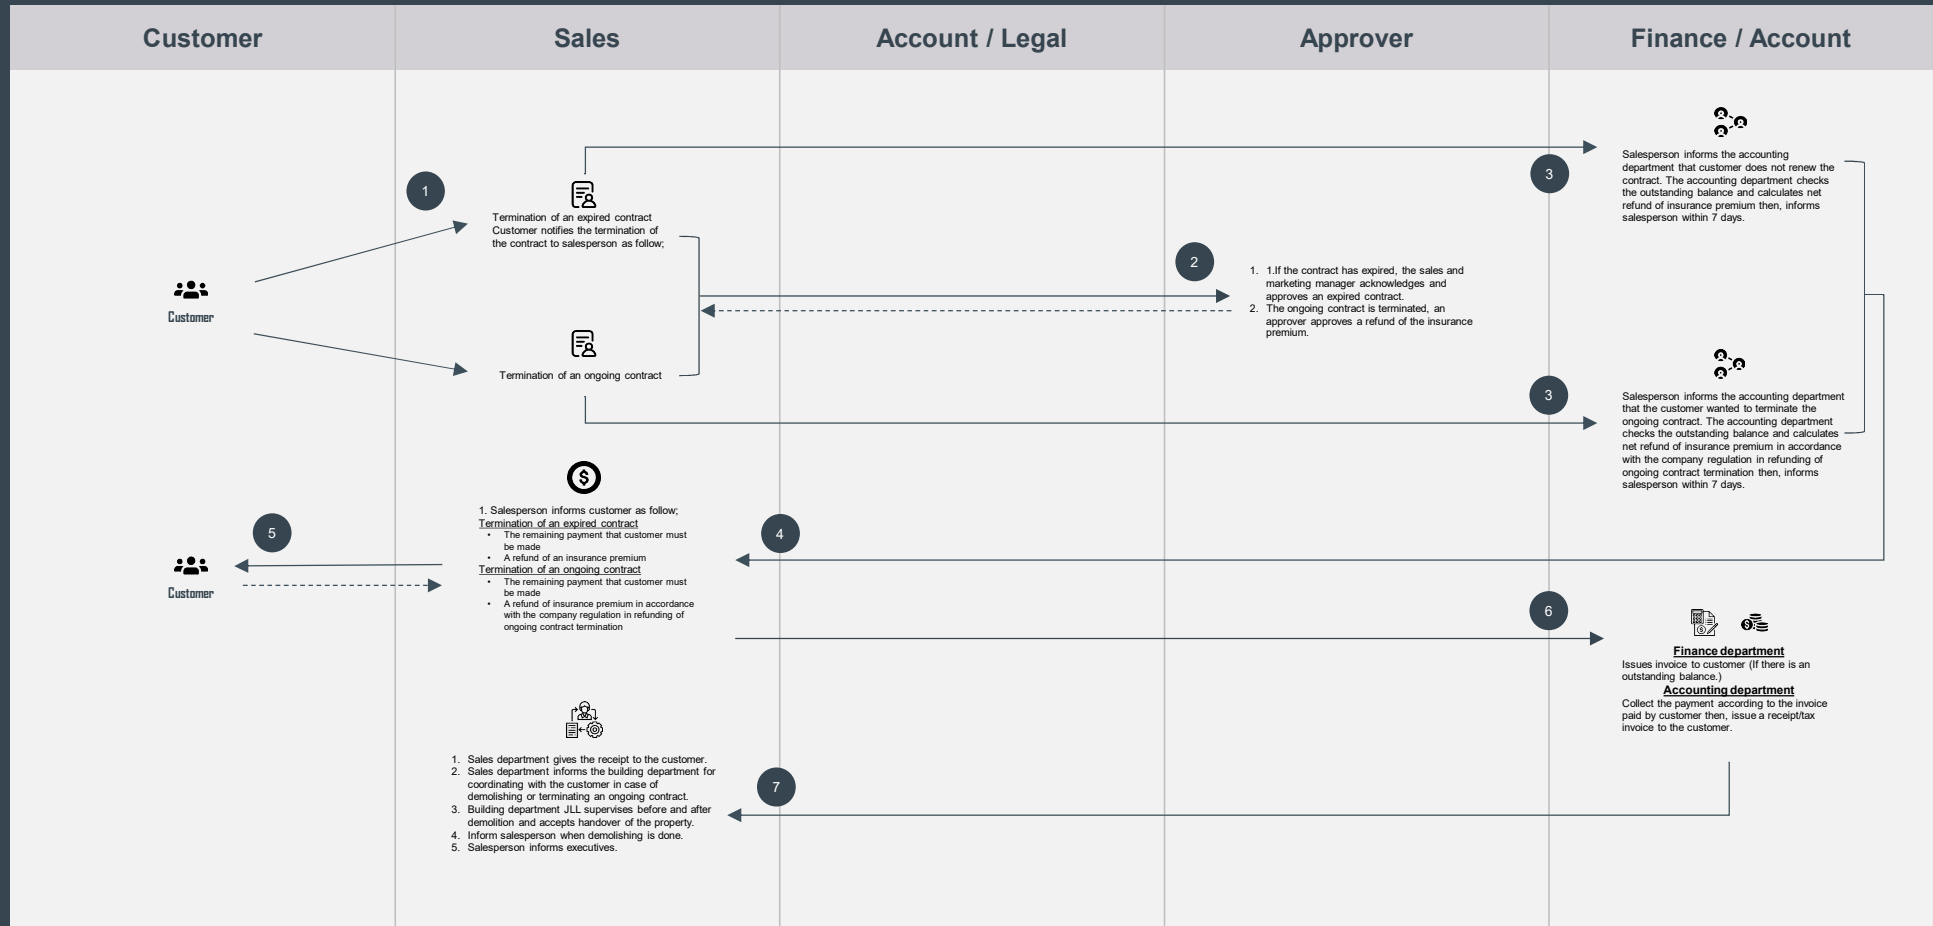 Customer
Sales
Account / Legal
Approver
Finance / Account
1
Termination of an expired contract
Customer notifies the termination of
the contract to salesperson as follow;
Customer
Termination of an ongoing contract
2
1. 1.If the contract has expired, the sales and
marketing manager acknowledges and
approves an expired contract.
2. The ongoing contract is terminated, an
approver approves a refund of the insurance
premium.
3
Salesperson informs the accounting
department that customer does not renew the
contract. The accounting department checks
the outstanding balance and calculates net
refund of insurance premium then, informs
salesperson within 7 days.
3
Salesperson informs the accounting department
that the customer wanted to terminate the
ongoing contract. The accounting department
checks the outstanding balance and calculates
net refund of insurance premium in accordance
with the company regulation in refunding of
ongoing contract termination then, informs
salesperson within 7 days.
4
1. Salesperson informs customer as follow;
Termination of an expired contract
• The remaining payment that customer must
be made
• A refund of an insurance premium
Termination of an ongoing contract
• The remaining payment that customer must
be made
• A refund of insurance premium in accordance
with the company regulation in refunding of
ongoing contract termination
5
Customer
6
Finance department
Issues invoice to customer (If there is an
outstanding balance.)
Accounting department
Collect the payment according to the invoice
paid by customer then, issue a receipt/tax
invoice to the customer.
7
1. Sales department gives the receipt to the customer.
2. Sales department informs the building department for
coordinating with the customer in case of
demolishing or terminating an ongoing contract.
3. Building department JLL supervises before and after
demolition and accepts handover of the property.
4. Inform salesperson when demolishing is done.
5. Salesperson informs executives.